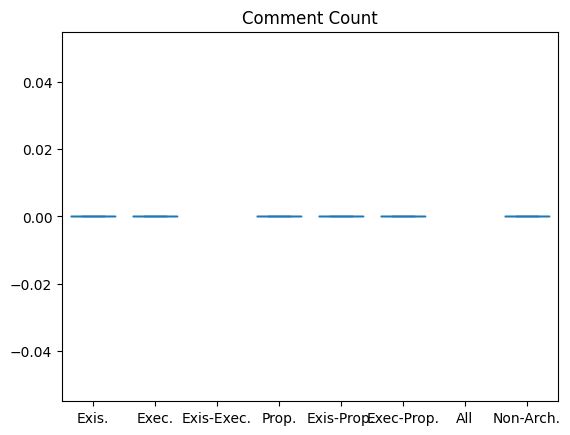 Comment Count
0.04
0.02
0.00
−0.02
−0.04
Exis. Exec. Exis-Exec. Prop. Exis-Prop. Exec-Prop. All Non-Arch.